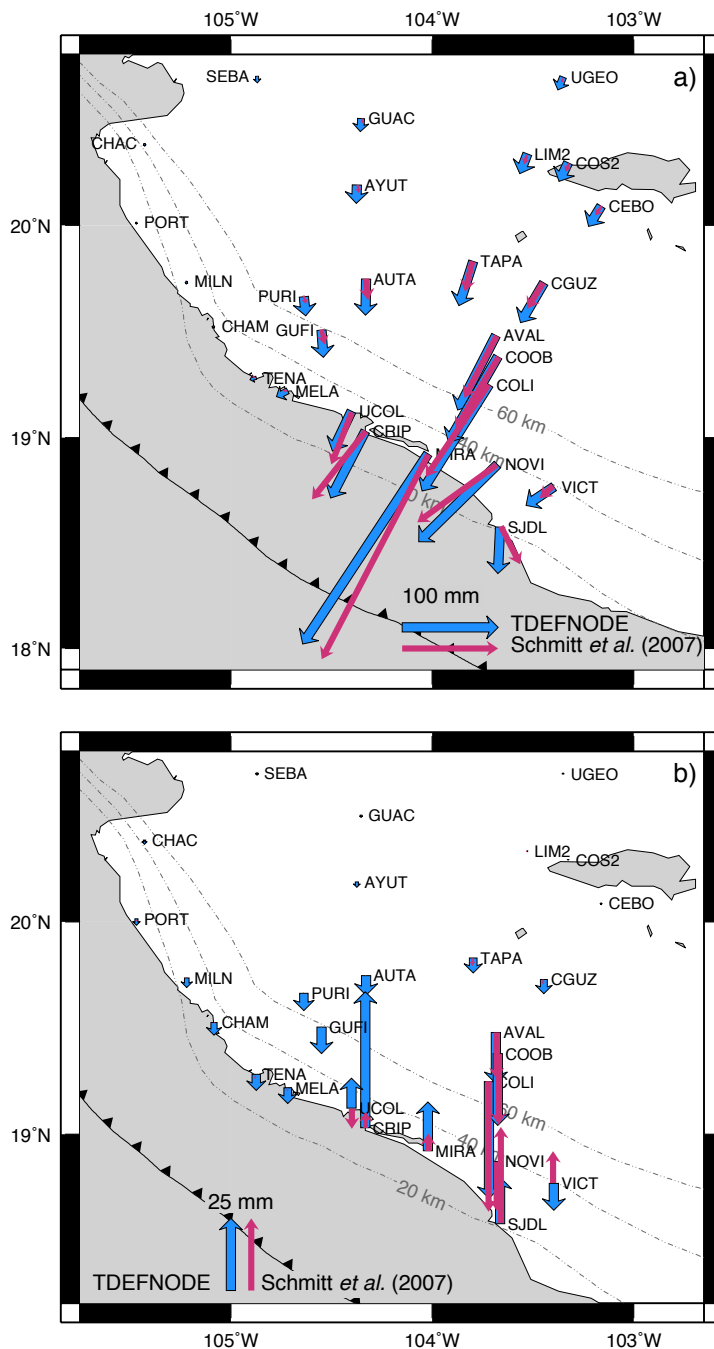 105˚W 104˚W 103˚W
a)
SEBA UGEO
GUAC
CHAC
LIM2
COS2
AYUT
CEBO
20˚N
PORT
TAPA
AUTA
MILN
CGUZ
PURI
CHAM
GUFI
AVAL
COOB
TENA
COLI
MELA
60 km
UCOL
40 km
CRIP
19˚N
MIRA
NOVI
VICT
SJDL
100 mm
TDEFNODE
Schmitt et al. (2007)
18˚N
b)
SEBA UGEO
GUAC
CHAC
LIM2
COS2
AYUT
CEBO
20˚N
PORT
TAPA
AUTA
MILN
CGUZ
PURI
CHAM
GUFI
AVAL
COOB
TENA
COLI
MELA
60 km
UCOL
CRIP
19˚N
40 km
MIRA
NOVI
VICT
20 km
25 mm
SJDL
TDEFNODE Schmitt et al. (2007)
105˚W 104˚W 103˚W